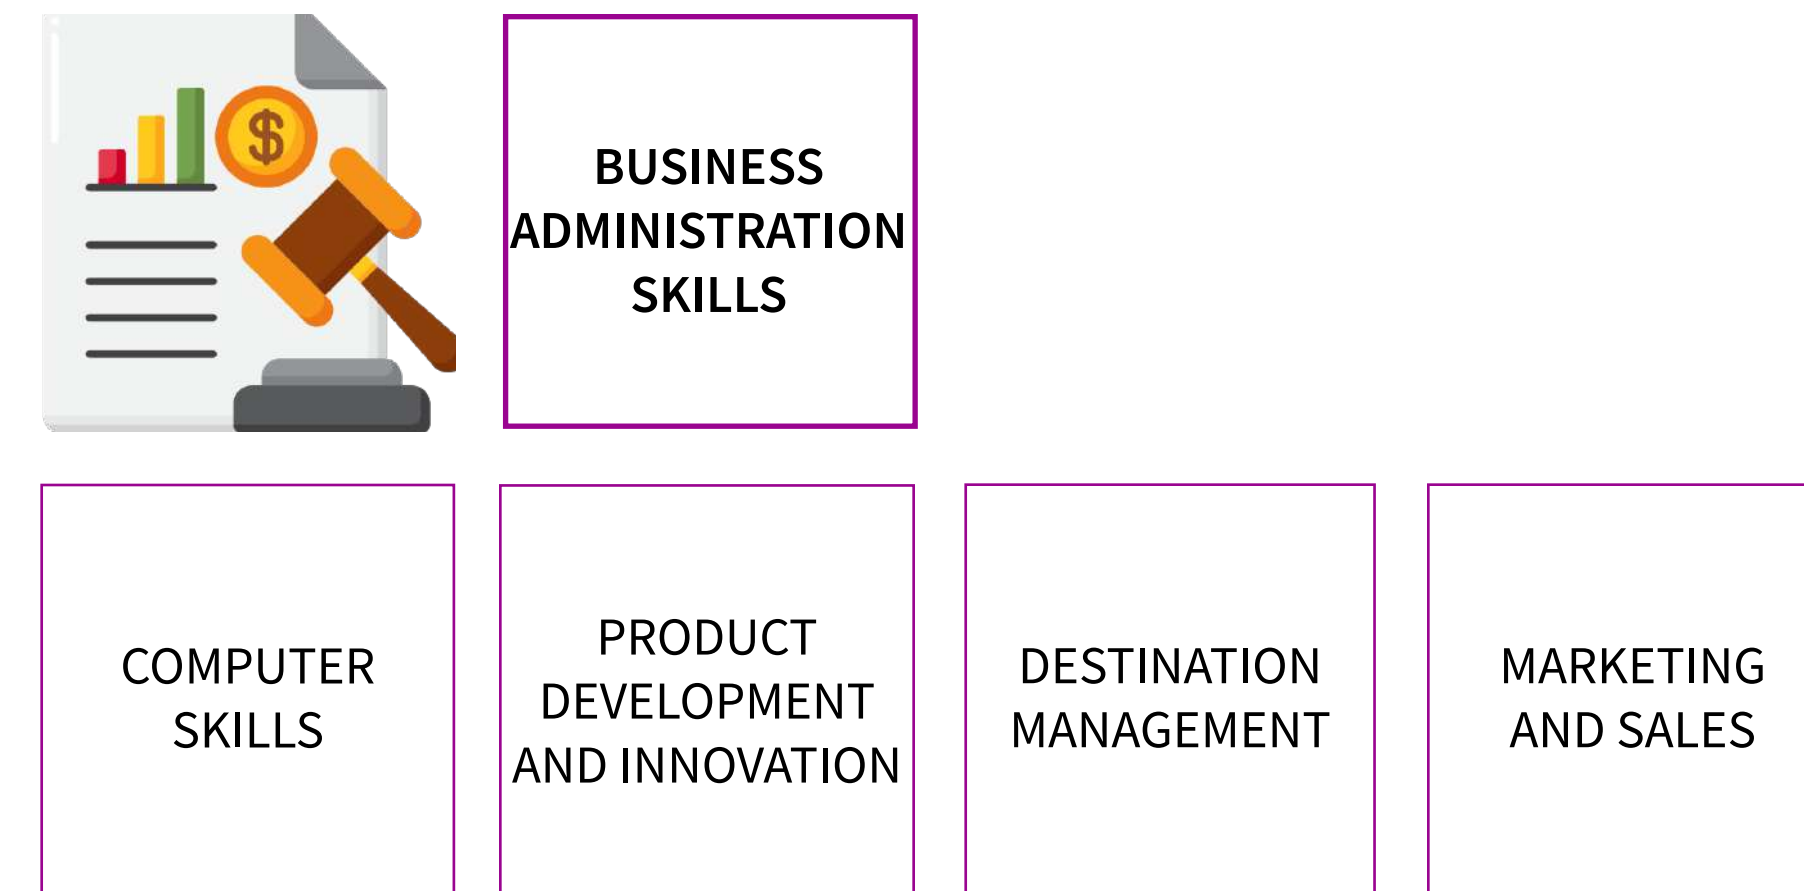 $
BUSINESS
ADMINISTRATION
SKILLS
COMPUTER
SKILLS
PRODUCT
DEVELOPMENT
AND INNOVATION
DESTINATION
MANAGEMENT
MARKETING
AND SALES